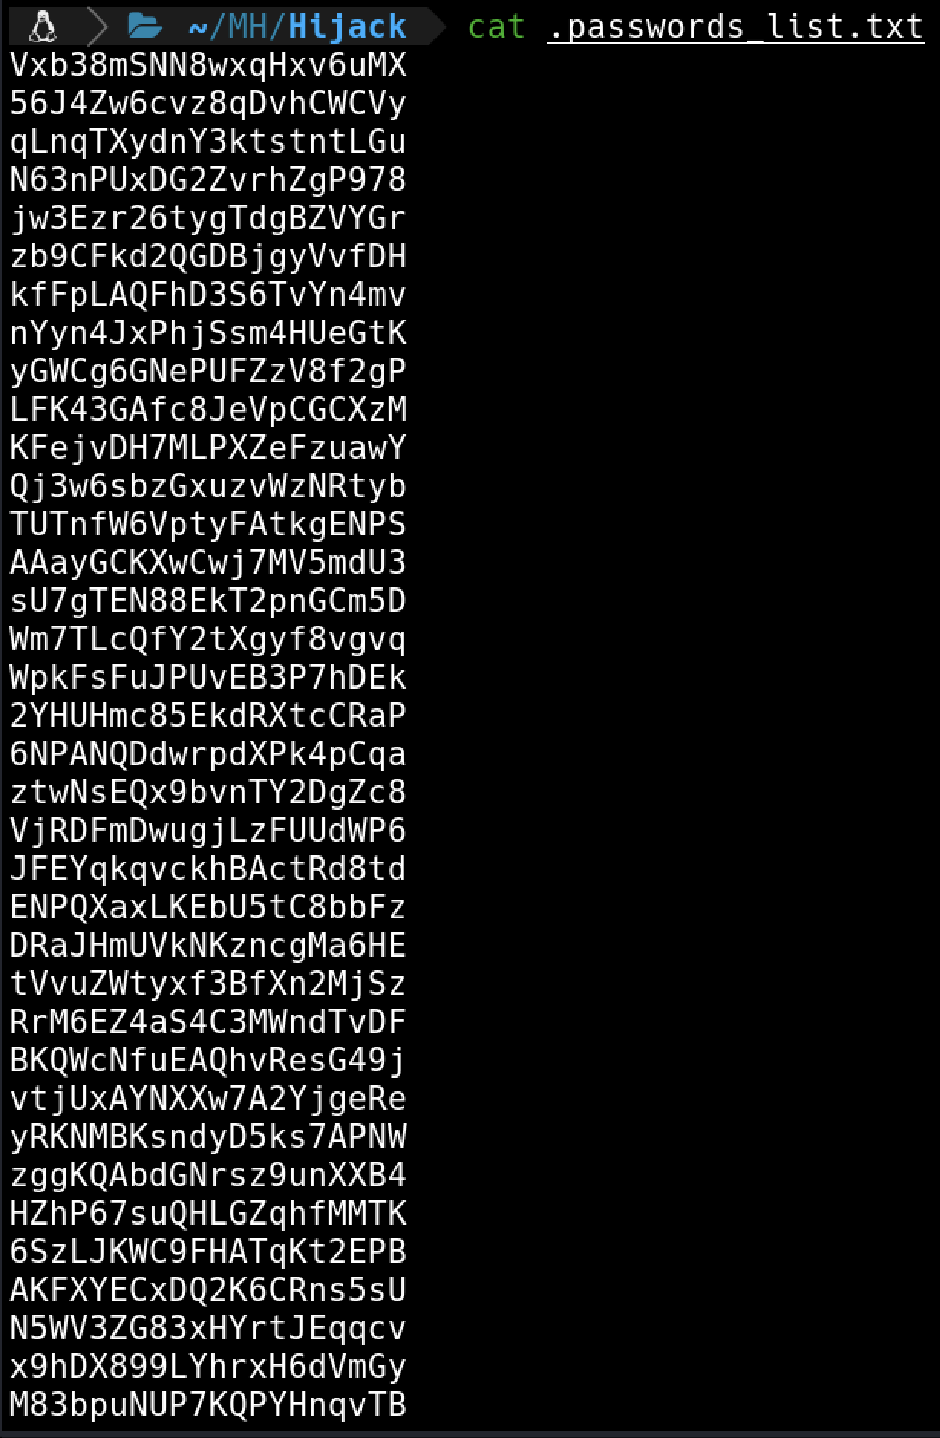 ~/MH/Hijack cat .passwords_list.txt
Vxb38mSNN8wxqHxv6uMX
56J4Zw6cvz8qDvhCWCVy
qLnqTXydnY3ktstntLGu
N63nPUxDG2ZvrhZgP978
jw3Ezr26tygTdgBZVYGr
zb9CFkd2QGDBjgyVvfDH
kfFpLAQFhD3S6TvYn4mv
nYyn4JxPhjSsm4HUeGtK
yGWCg6GNePUFZzV8f2gP
LFK43GAfc8JeVpCGCXzM
KFejvDH7MLPXZeFzuawY
Qj3w6sbzGxuzvWzNRtyb
TUTnfW6VptyFAtkgENPS
AAayGCKXwCwj7MV5mdU3
sU7gTEN88EkT2pnGCm5D
Wm7TLcQfY2tXgyf8vgvq
WpkFsFuJPUvEB3P7hDEk
2YHUHmc85EkdRXtcCRaP
6NPANQDdwrpdXPk4pCqa
ztwNsEQx9bvnTY2DgZc8
VjRDFmDwugjLzFUUdWP6
JFEYqkqvckhBActRd8td
ENPQXaxLKEbU5tC8bbFz
DRaJHmUVkNKzncgMa6HE
tVvuZWtyxf3BfXn2MjSz
RrM6EZ4aS4C3MWndTvDF
BKQWcNfuEAQhvResG49j
vtjUxAYNXXw7A2YjgeRe
yRKNMBKsndyD5ks7APNW
zggKQAbdGNrsz9unXXB4
HZhP67suQHLGZqhfMMTK
6SzLJKWC9FHATqKt2EPB
AKFXYECxDQ2K6CRns5sU
N5WV3ZG83xHYrtJEqqcv
x9hDX899LYhrxH6dVmGy
M83bpuNUP7KQPYHnqvTB